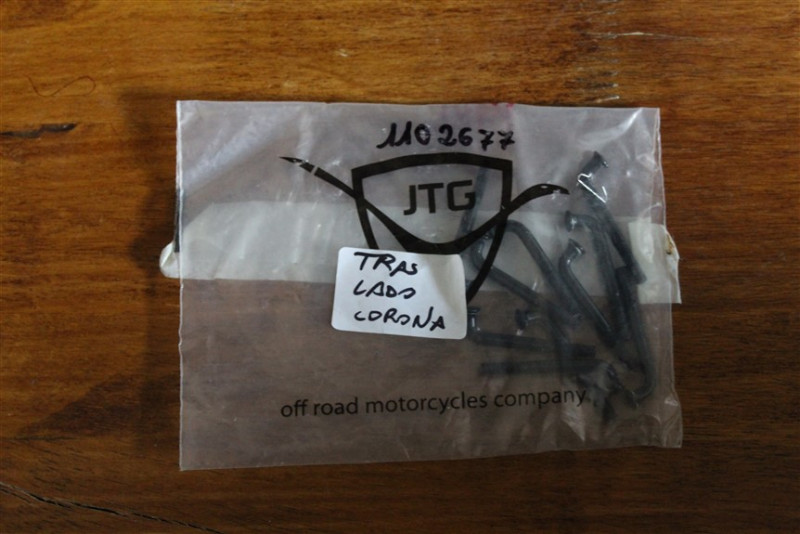 1102677
JTG
TRAS
LADO
CORONA
off road motorcycles company